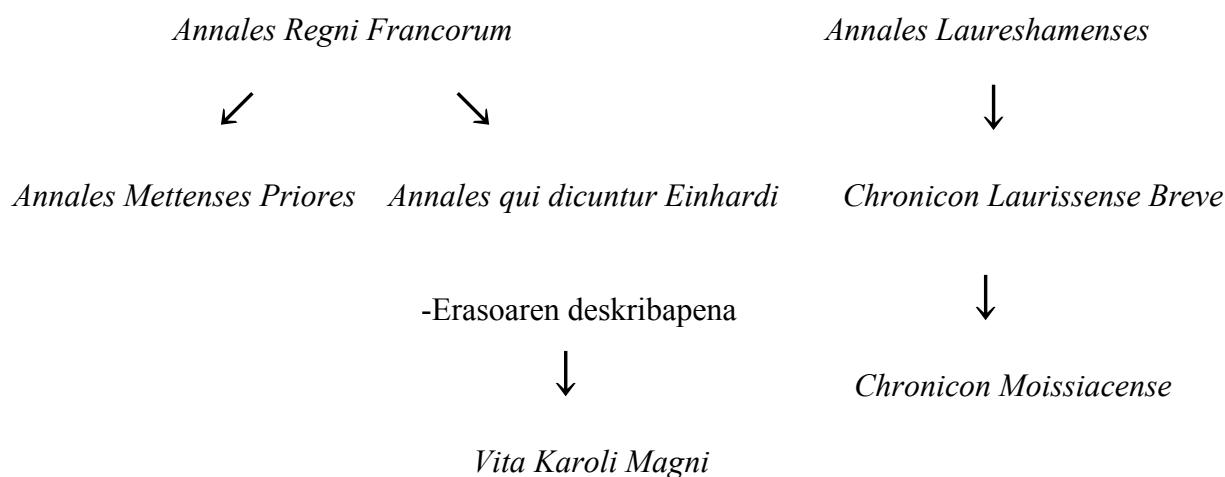 Annales Regni Francorum Annales Laureshamenses
Annales Mettenses Priores Annales qui dicuntur Einhardi Chronicon Laurissense Breve
-Erasoaren deskribapena
Chronicon Moissiacense
Vita Karoli Magni